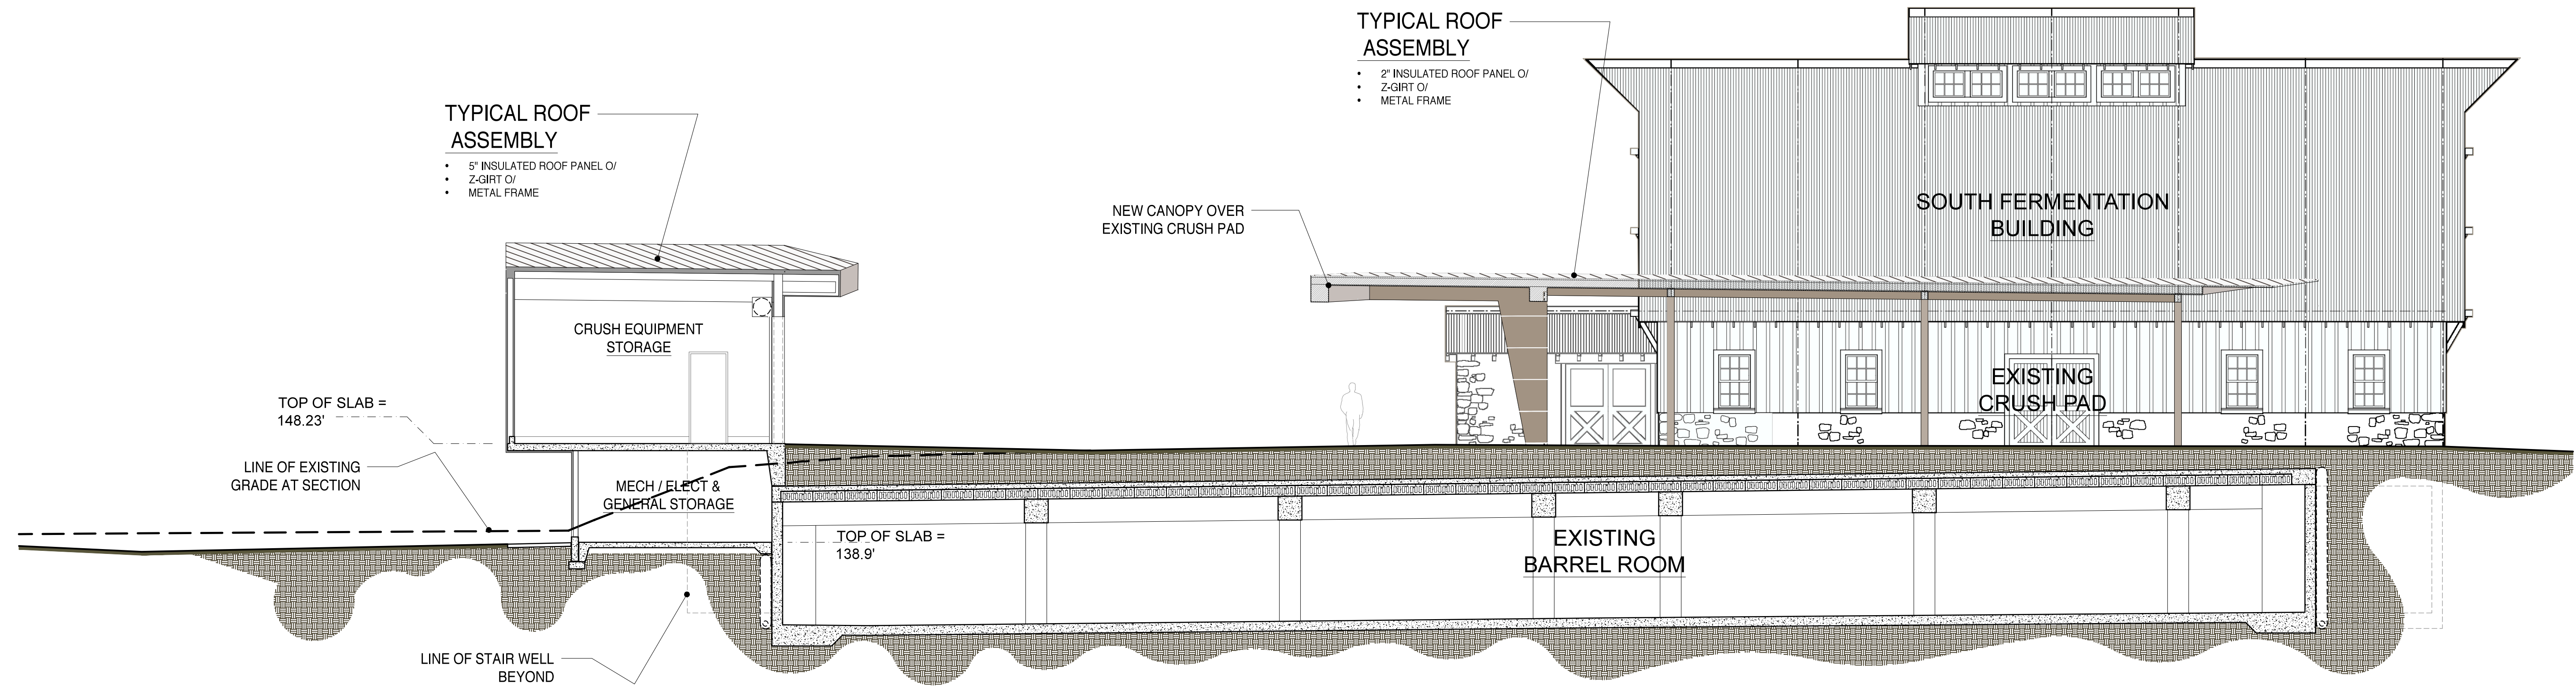 TYPICAL ROOF
ASSEMBLY
• 5" INSULATED ROOF PANEL O/
• Z-GIRT O/
• METAL FRAME
TYPICAL ROOF
ASSEMBLY
• 2" INSULATED ROOF PANEL O/
• Z-GIRT O/
• METAL FRAME
NEW CANOPY OVER
EXISTING CRUSH PAD
SOUTH FERMENTATION
BUILDING
CRUSH EQUIPMENT
STORAGE
EXISTING
CRUSH PAD
TOP OF SLAB =
148.23'
LINE OF EXISTING
GRADE AT SECTION
MECH / ELECT &
GENERAL STORAGE
TOP OF SLAB =
138.9'
EXISTING
BARREL ROOM
LINE OF STAIR WELL
BEYOND